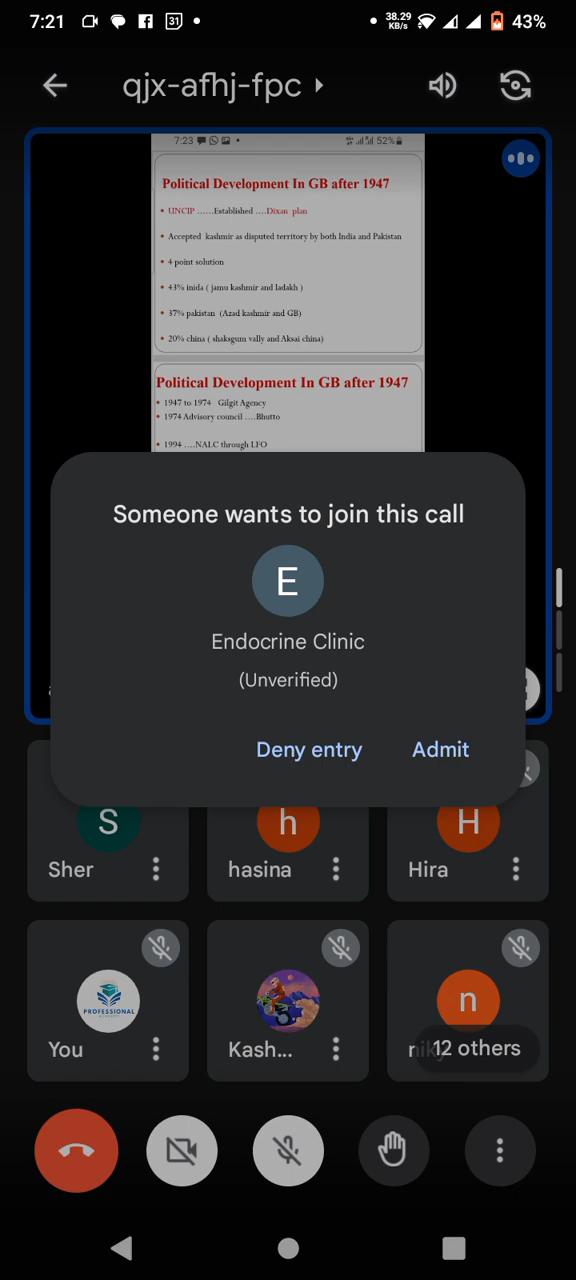 7:21 31 38.29 KB/s 43%
qjx-afhj-fpc
7:23 52%
Political Development In GB after 1947
• UNCIP ......Established ....Dixan plan
• Accepted kashmir as disputed territory by both India and Pakistan
• 4 point solution
• 43% inida ( jamu kashmir and ladakh )
• 37% pakistan (Azad kashmir and GB)
• 20% china ( shaksgum vally and Aksai china)
Political Development In GB after 1947
• 1947 to 1974 Gilgit Agency
• 1974 Advisory council ....Bhutto
• 1994 ....NALC through LFO
Someone wants to join this call
E
Endocrine Clinic
(Unverified)
Deny entry Admit
S h H
Sher hasina Hira
PROFESSIONAL n
You Kash... 12 others